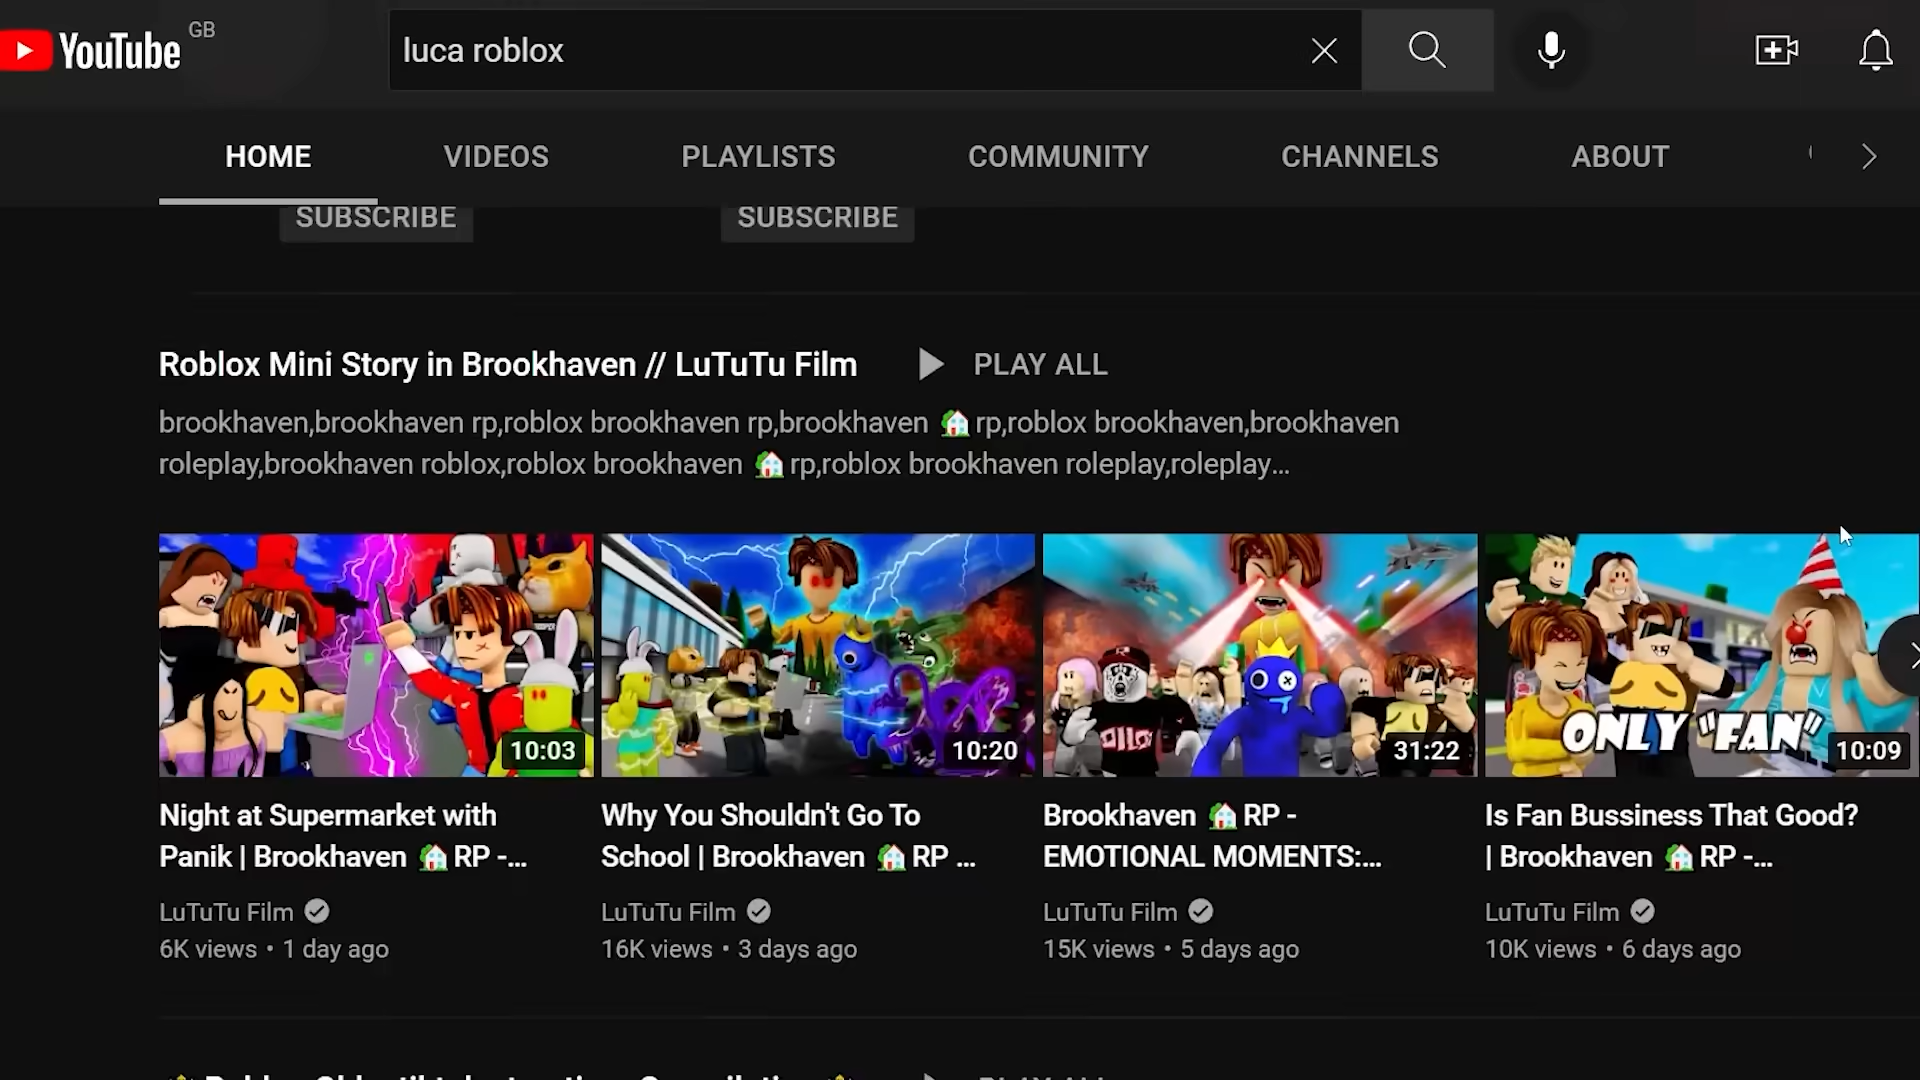 YouTube GB
luca roblox
HOME VIDEOS PLAYLISTS COMMUNITY CHANNELS ABOUT
SUBSCRIBE SUBSCRIBE
Roblox Mini Story in Brookhaven // LuTuTu Film PLAY ALL
brookhaven,brookhaven rp,roblox brookhaven rp,brookhaven 🏡 rp,roblox brookhaven,brookhaven
roleplay,brookhaven roblox,roblox brookhaven 🏡 rp,roblox brookhaven roleplay,roleplay...
ONLY "FAN"
10:03 10:20 31:22 10:09
Night at Supermarket with
Panik | Brookhaven 🏡 RP -...
LuTuTu Film
6K views • 1 day ago
Why You Shouldn't Go To
School | Brookhaven 🏡 RP ...
LuTuTu Film
16K views • 3 days ago
Brookhaven 🏡 RP -
EMOTIONAL MOMENTS:...
LuTuTu Film
15K views • 5 days ago
Is Fan Bussiness That Good?
| Brookhaven 🏡 RP -...
LuTuTu Film
10K views • 6 days ago